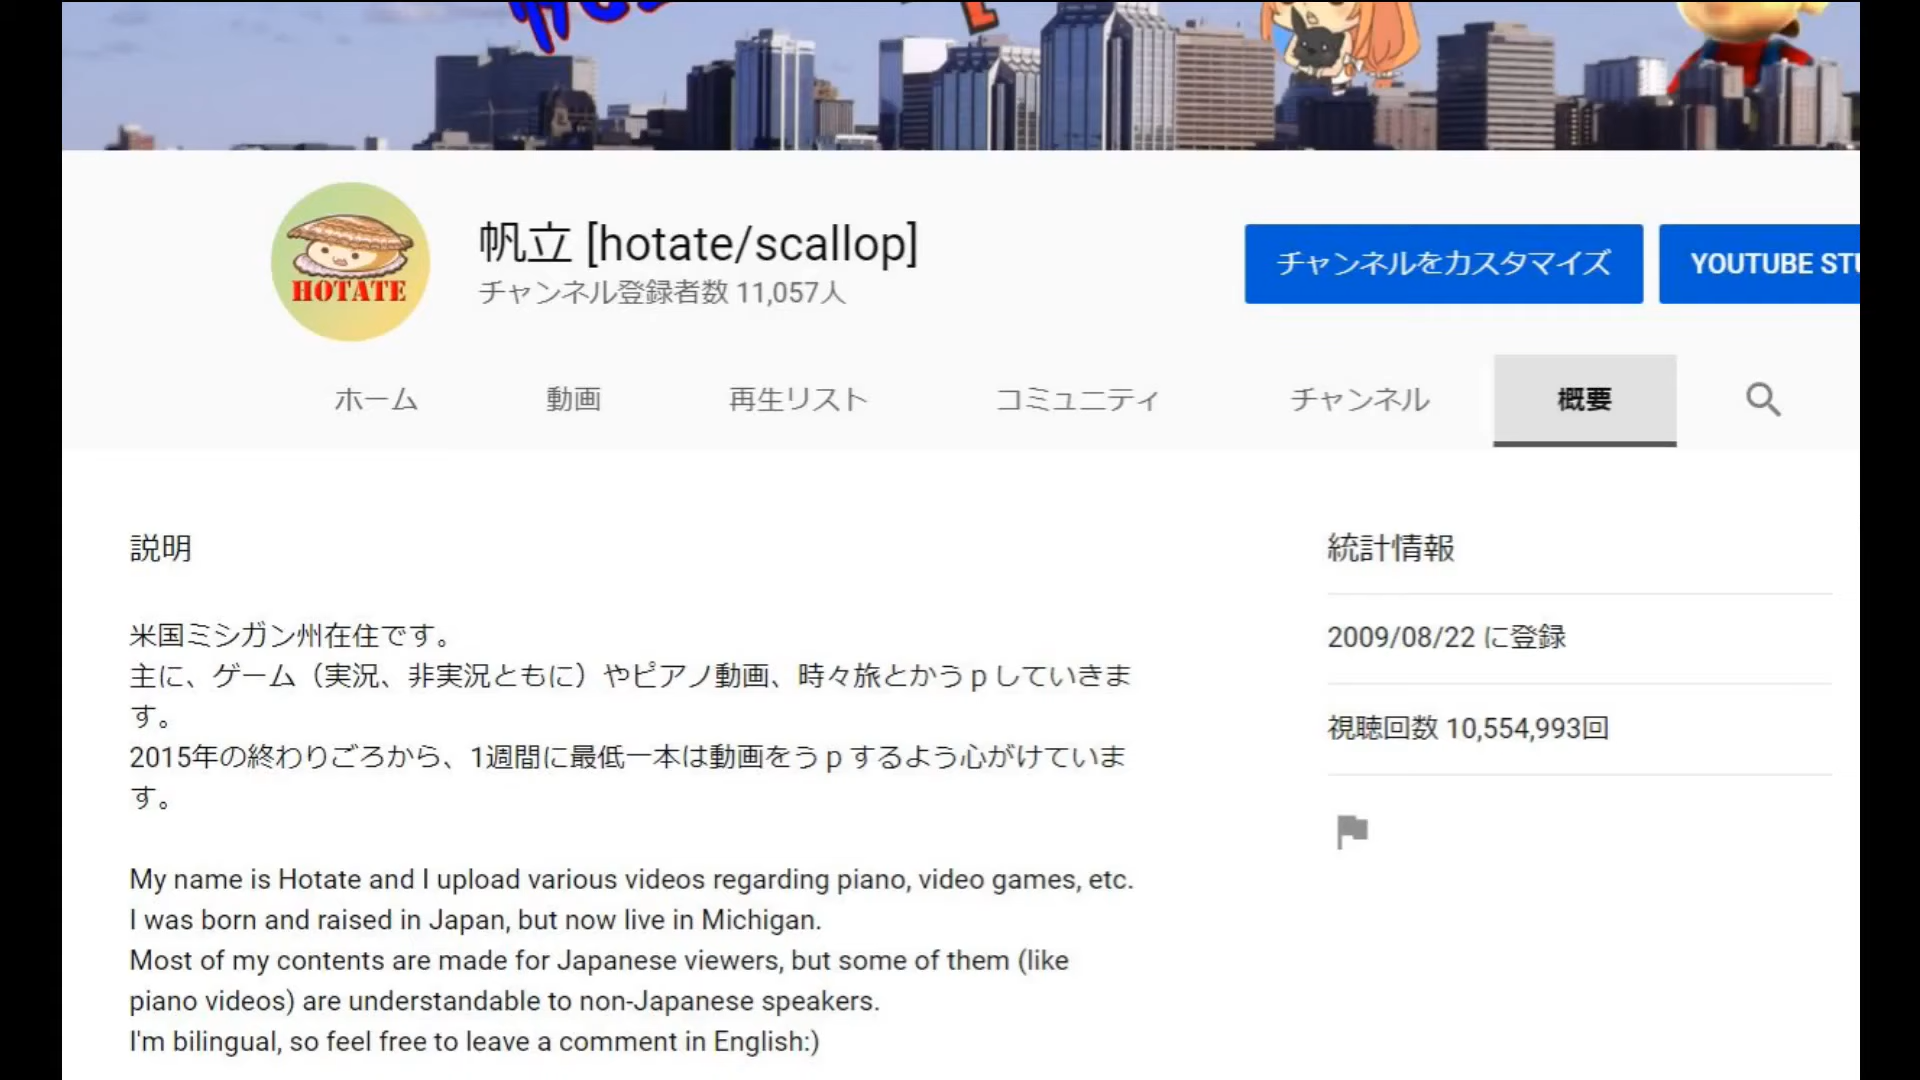 HOTATE
帆立 [hotate/scallop]
チャンネル登録者数 11,057人
チャンネルをカスタマイズ
YOUTUBE
ホーム
動画
再生リスト
コミュニティ
チャンネル
概要
説明
米国ミシガン州在住です。
主に、ゲーム（実況、非実況ともに）やピアノ動画、時々旅とかうｐしていきま
す。
2015年の終わりごろから、1週間に最低一本は動画をうｐするよう心がけていま
す。
My name is Hotate and I upload various videos regarding piano, video games, etc.
I was born and raised in Japan, but now live in Michigan.
Most of my contents are made for Japanese viewers, but some of them (like
piano videos) are understandable to non-Japanese speakers.
I'm bilingual, so feel free to leave a comment in English:)
統計情報
2009/08/22 に登録
視聴回数 10,554,993回